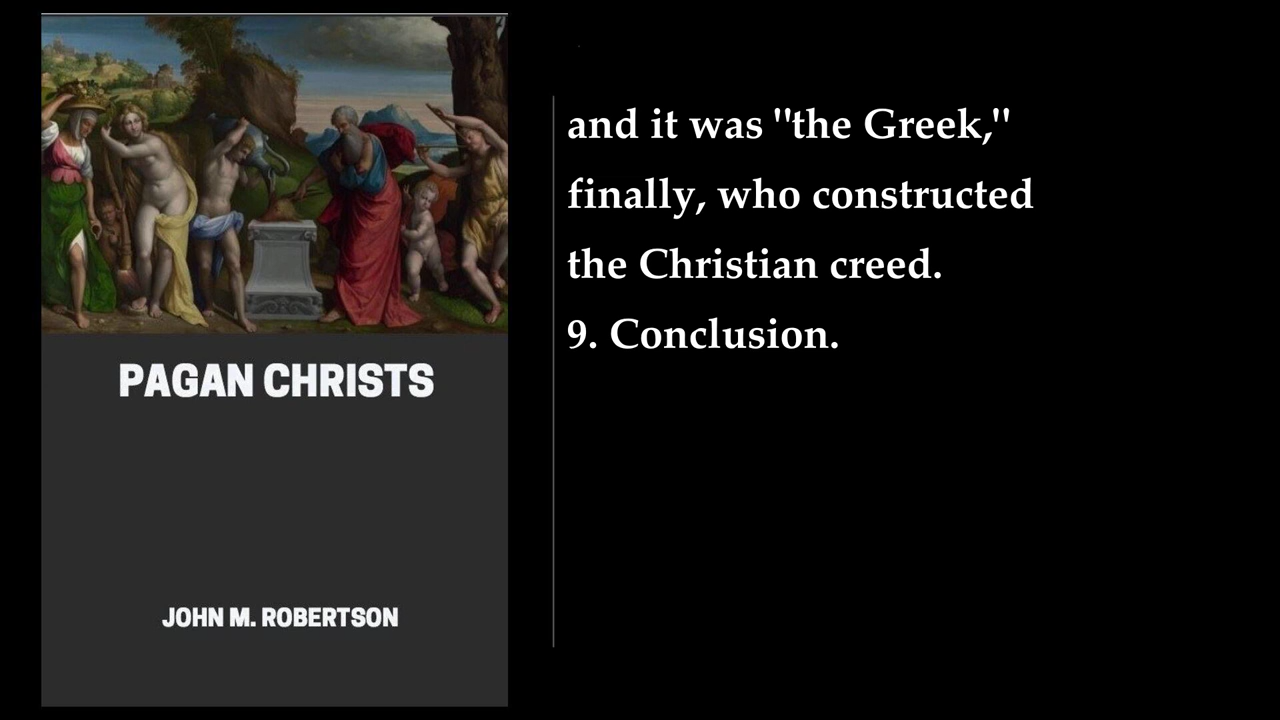 PAGAN CHRISTS
JOHN M. ROBERTSON
and it was "the Greek,"
finally, who constructed
the Christian creed.
9. Conclusion.